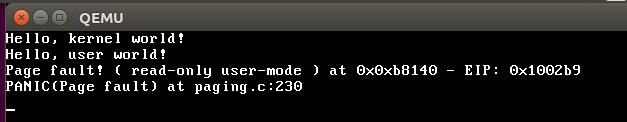 QEMU
Hello, kernel world!
Hello, user world!
Page fault! ( read-only user-mode ) at 0x0xb8140 - EIP: 0x1002b9
PANIC(Page fault) at paging.c:230